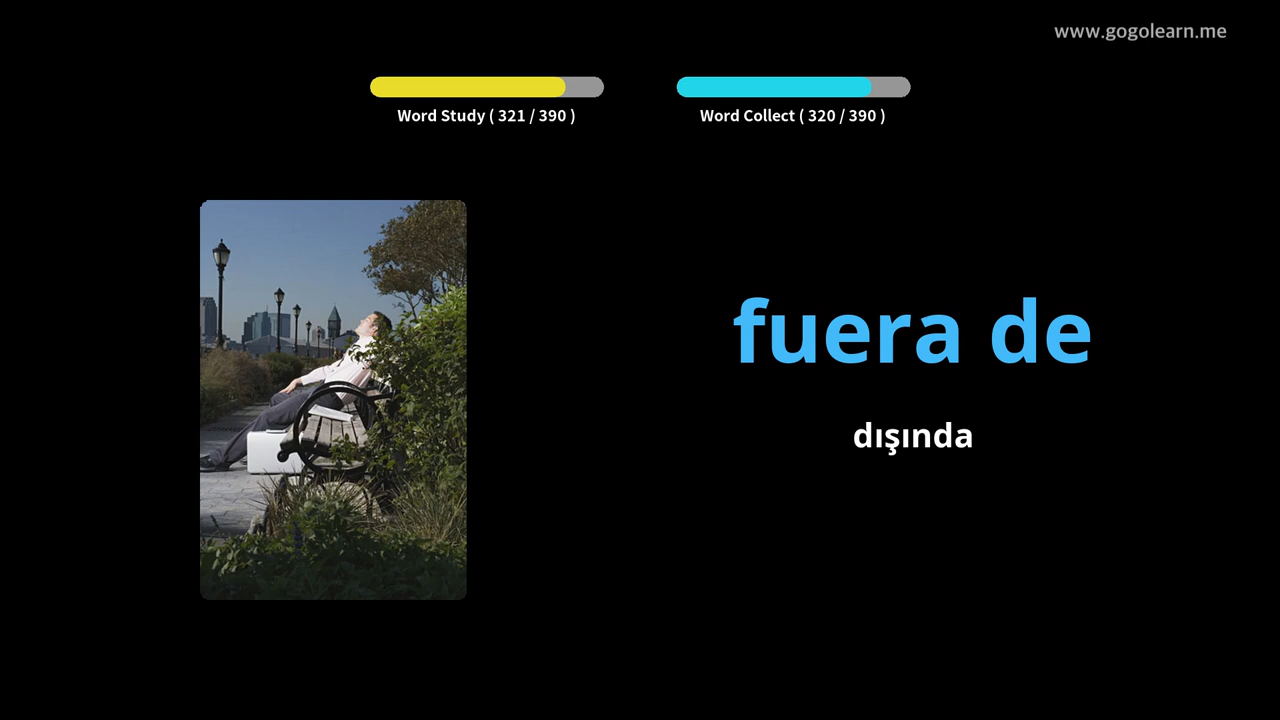 www.gogolearn.me
Word Study ( 321 / 390 )
Word Collect ( 320 / 390 )
fuera de
dışında